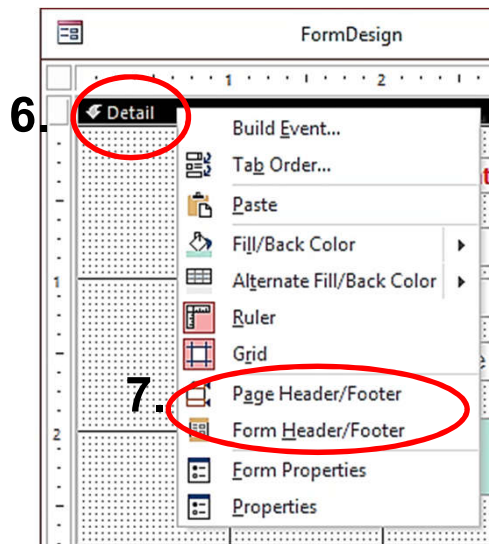 FormDesign
1 2
6.
Detail
Build Event...
Tab Order...
Paste
Fill/Back Color
Alternate Fill/Back Color
1
Ruler
Grid
7.
Page Header/Footer
Form Header/Footer
2
Form Properties
Properties